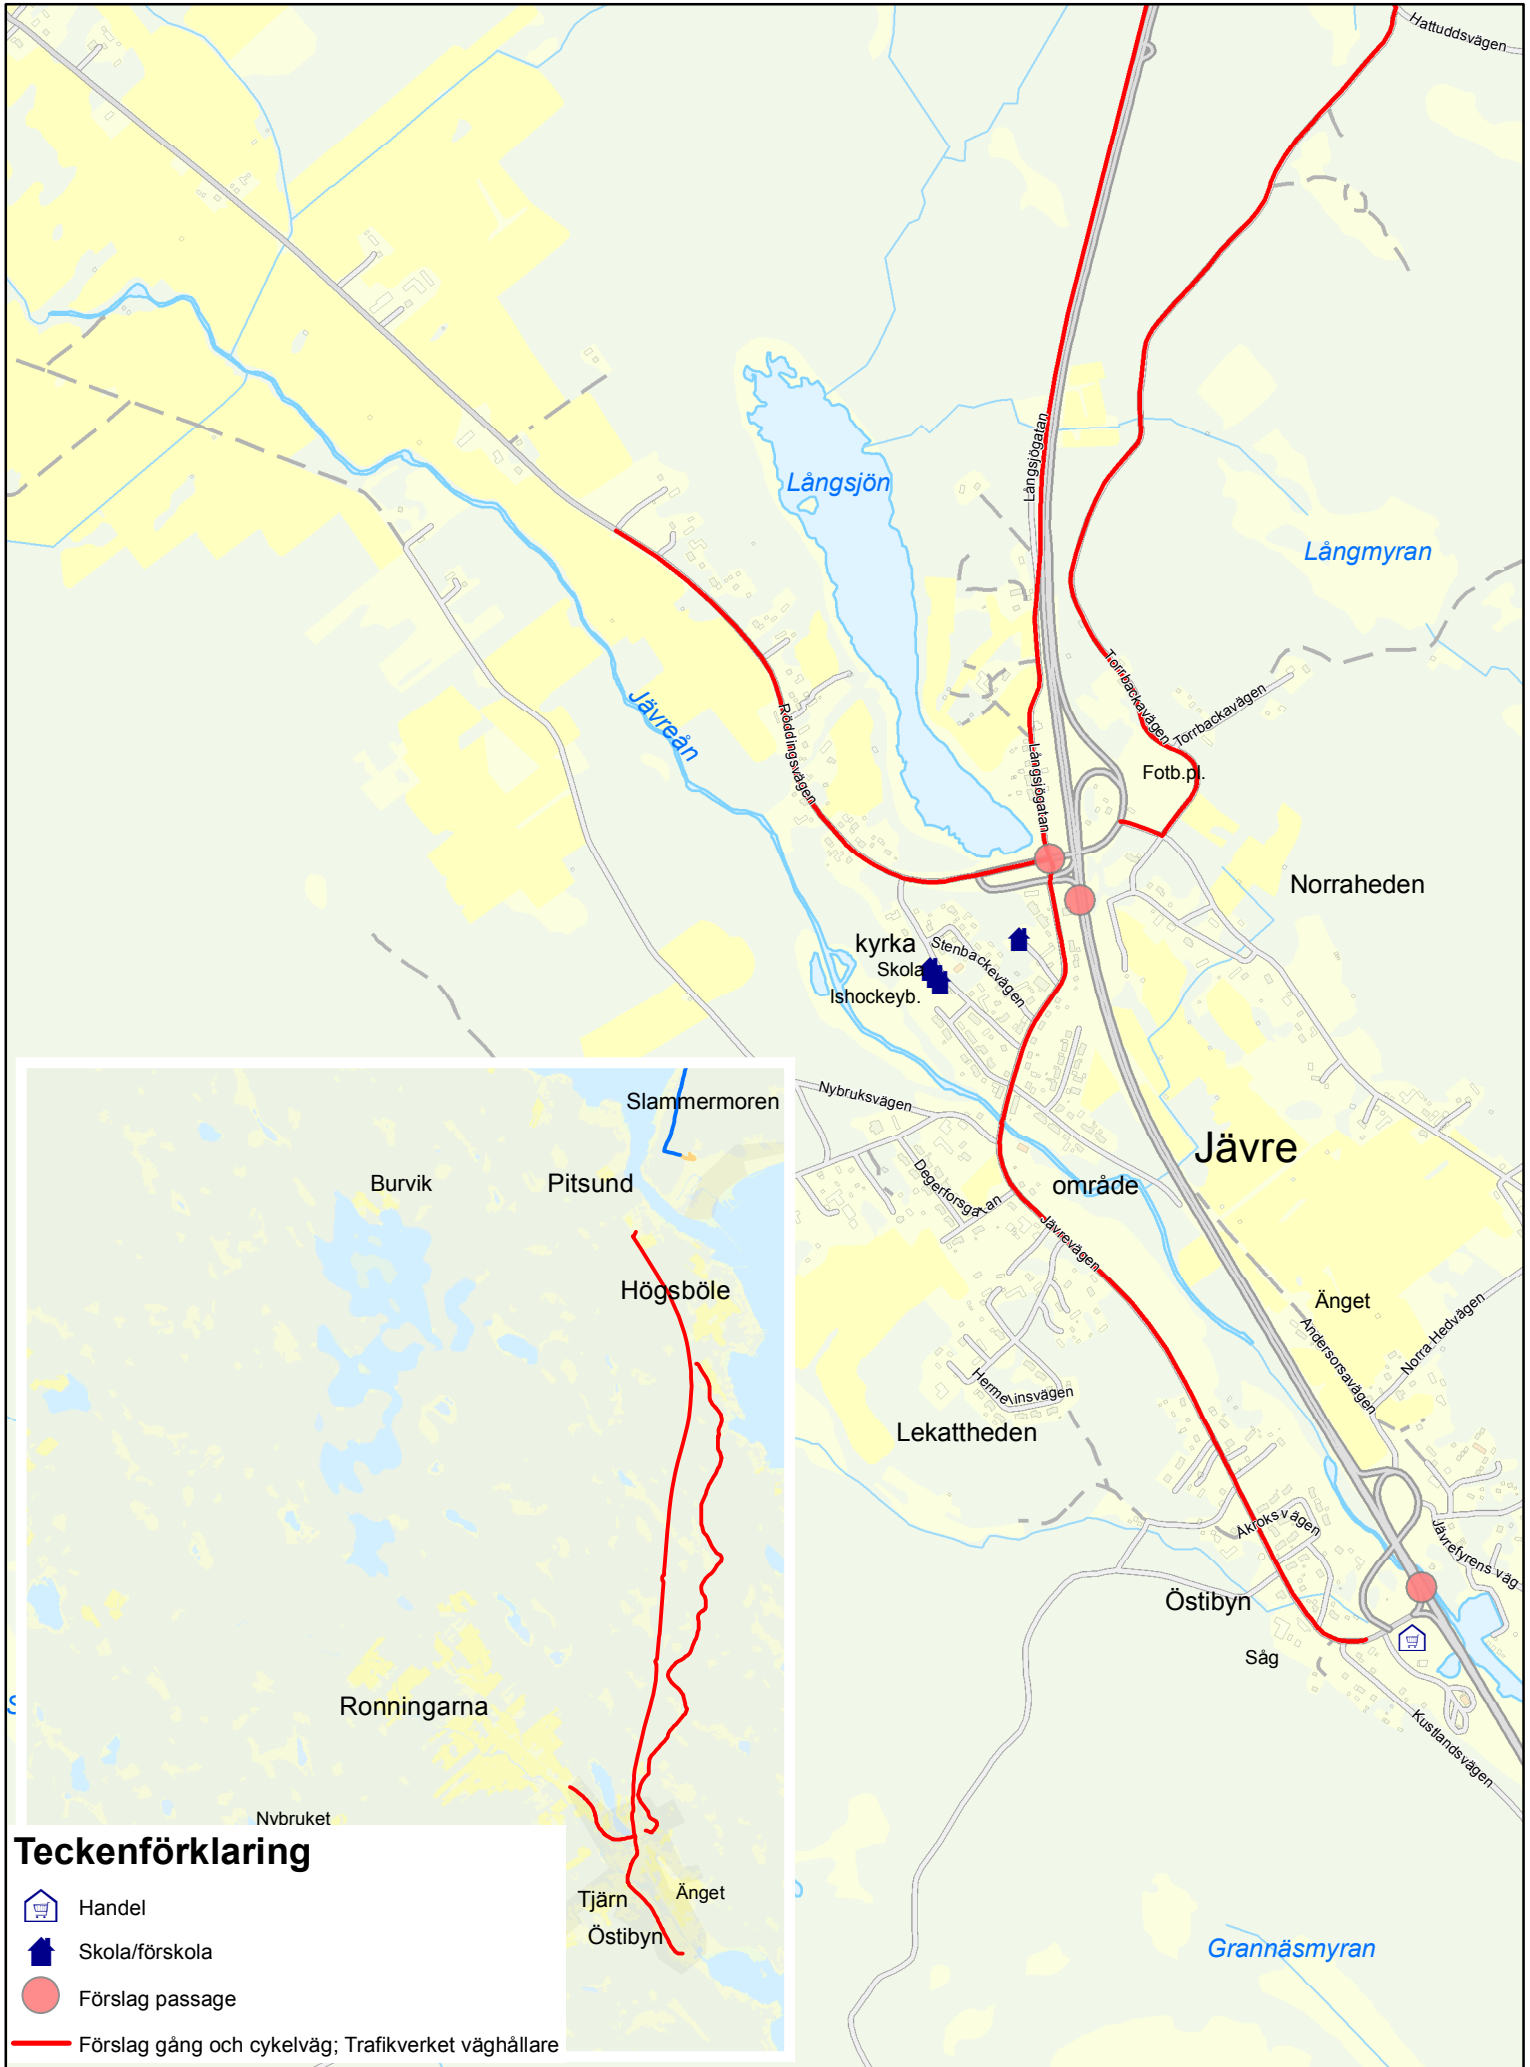 Hattuddsvägen
Långsjögatan
Långsjön
Långmyran
Torrbackavägen
Torrbackavägen
Jävreån
Röddingsvägen
Långsjögatan
Fotb.pl.
Norraheden
kyrka
Stenbackevägen
Skola
Ishockeyb.
Nybruksvägen
Jävre
Degerforsgatan
område
Jävrevägen
Änget
Andersorsavägen
Norra Hedvägen
Hermelinsvägen
Lekattheden
Åkroksvägen
Jävrefyrens väg
Östibyn
Såg
Kustlandsvägen
Grannäsmyran
Slammermoren
Burvik
Pitsund
Högsböle
Ronningarna
Nybruket
Tjärn
Änget
Östibyn
Teckenförklaring
Handel
Skola/förskola
Förslag passage
Förslag gång och cykelväg; Trafikverket väghållare